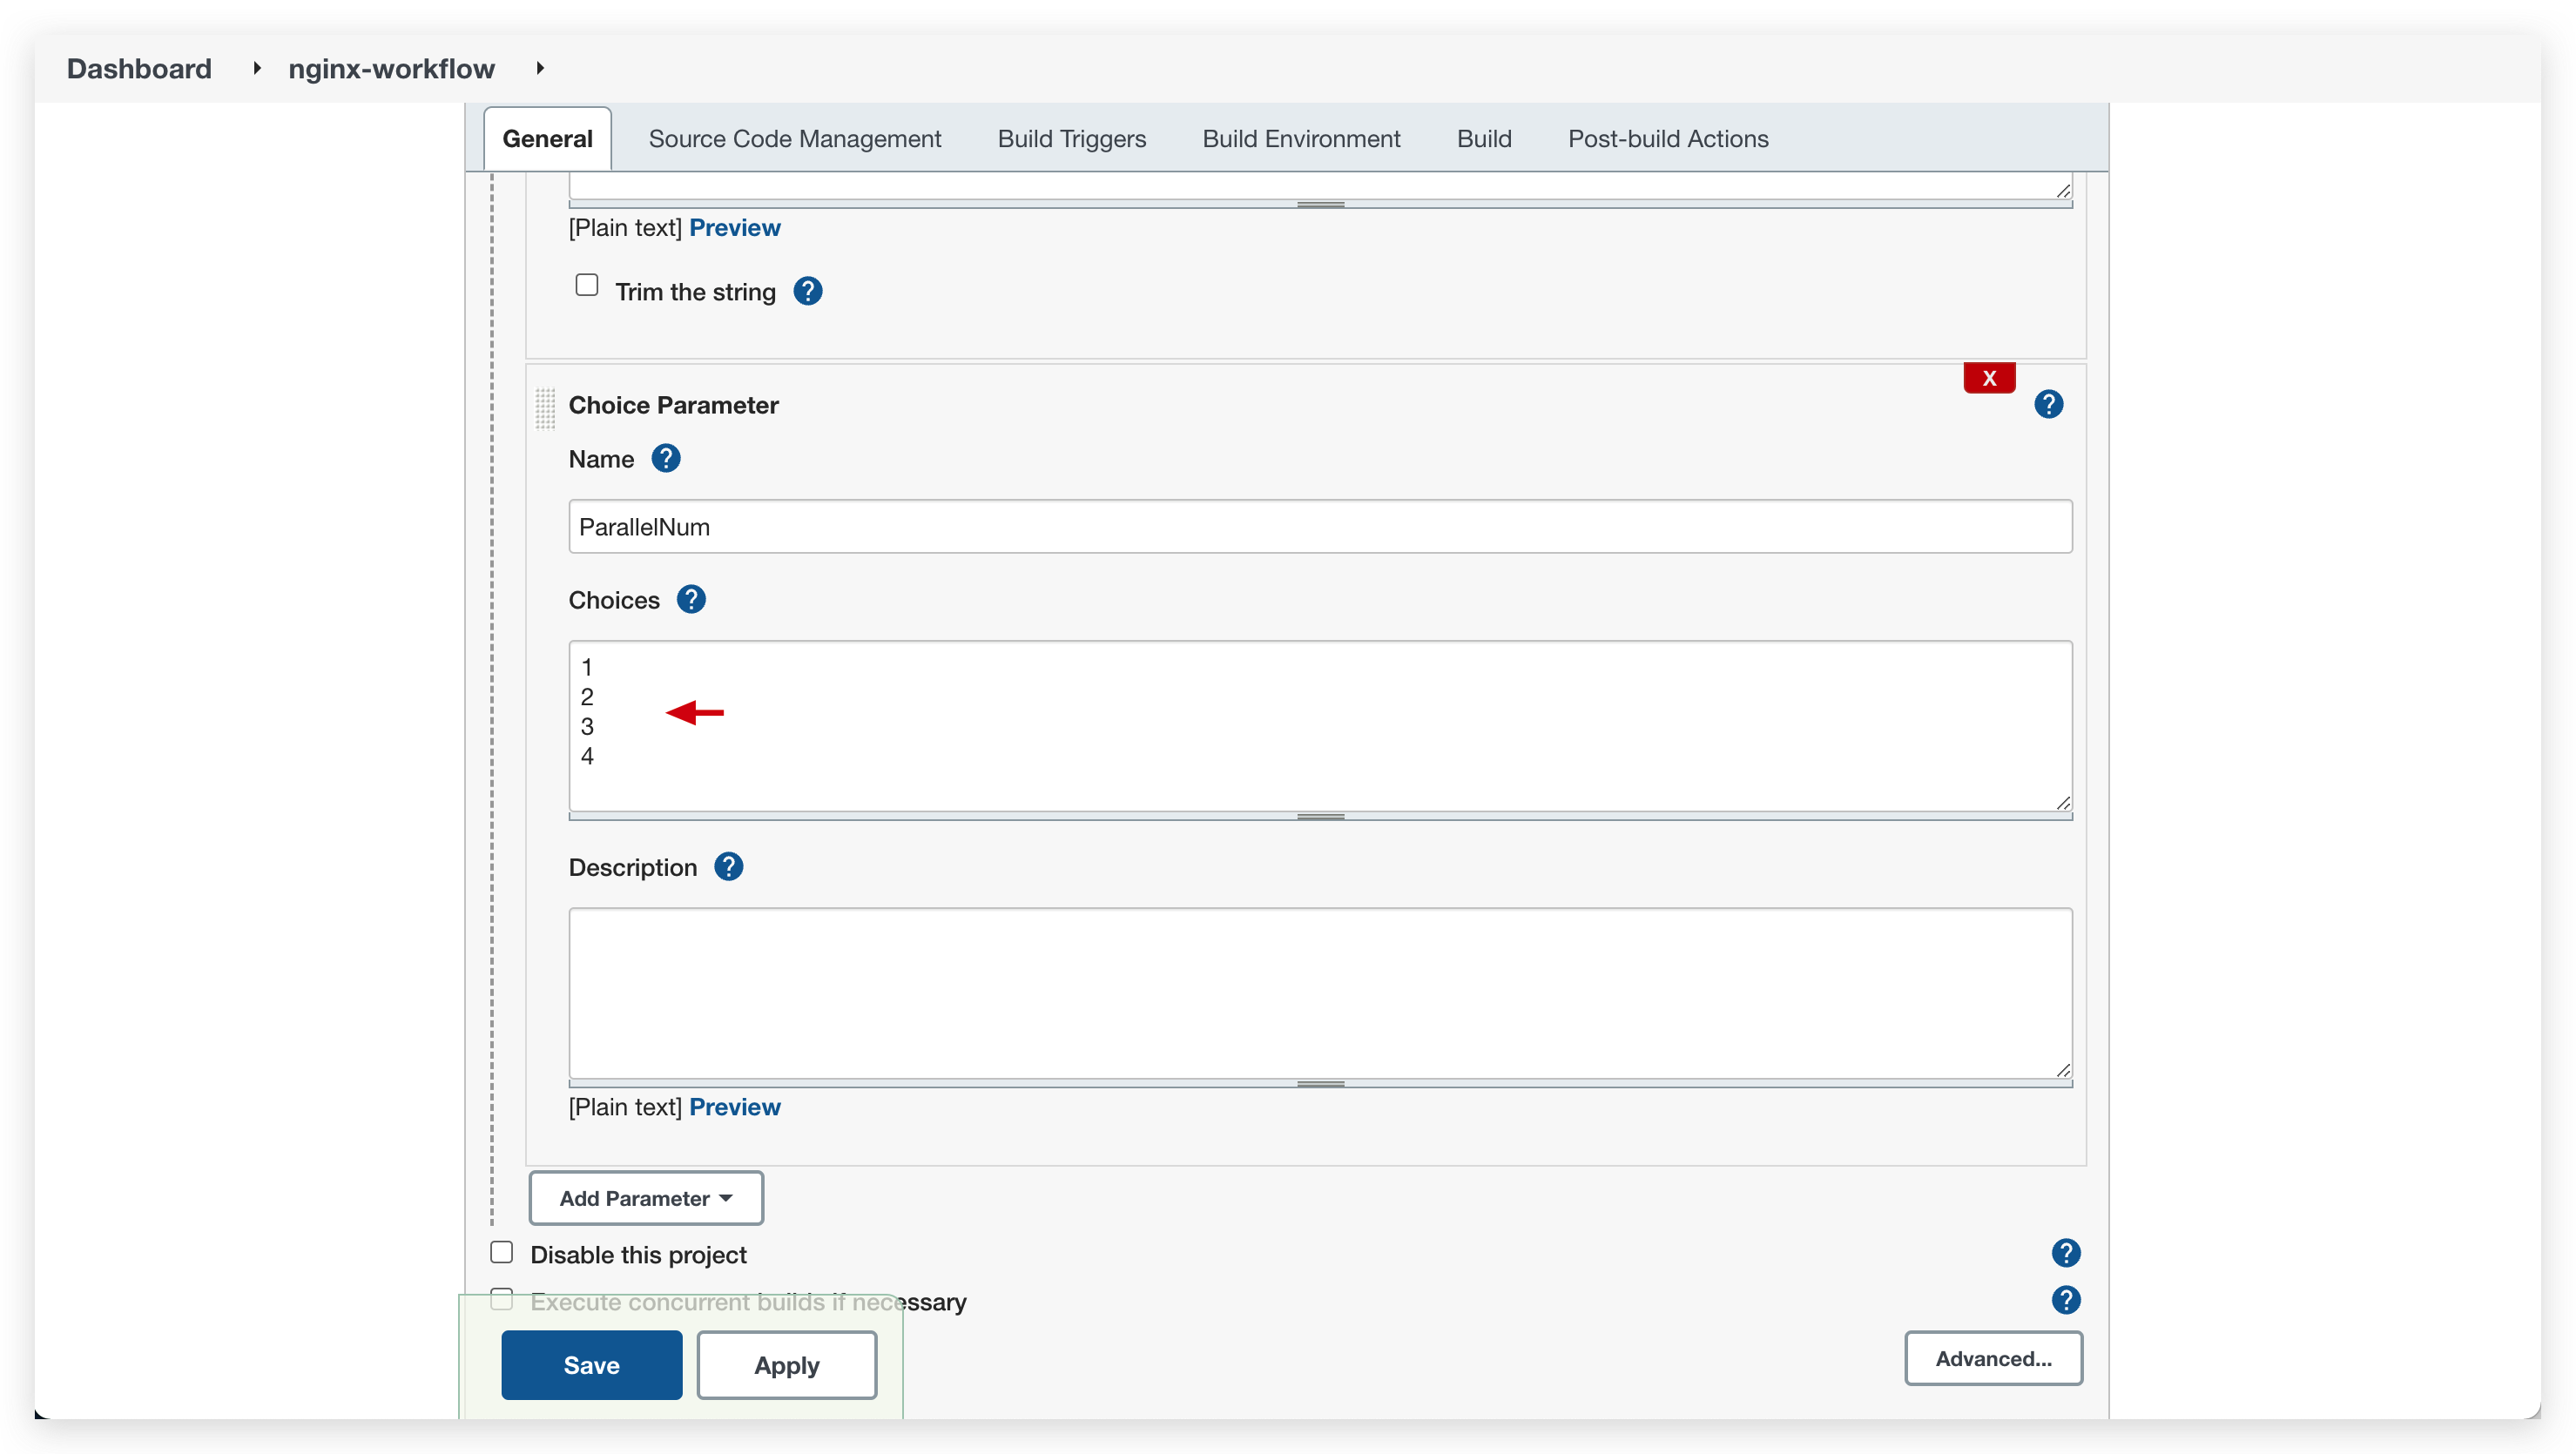 Dashboard nginx-workflow
General Source Code Management Build Triggers Build Environment Build Post-build Actions
[Plain text] Preview
Trim the string ?
X
Choice Parameter ?
Name ?
ParallelNum
Choices ?
1
2
3
4
Description ?
[Plain text] Preview
Add Parameter
Disable this project ?
Execute concurrent builds if necessary ?
Save Apply Advanced...